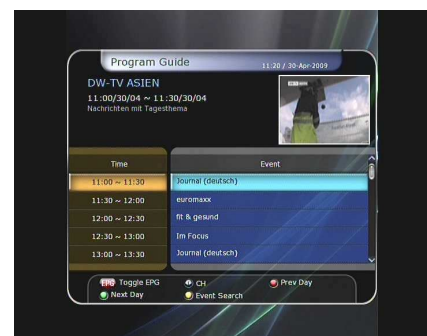 Program Guide
11:20 / 30-Apr-2009
DW-TV ASIEN
11:00/30/04 ~ 11:30/30/04
Nachrichten mit Tagesthema
Time Event
11:00 ~ 11:30 Journal (deutsch)
11:30 ~ 12:00 euromaxx
12:00 ~ 12:30 fit & gesund
12:30 ~ 13:00 Im Focus
13:00 ~ 13:30 Journal (deutsch)
EPG Toggle EPG CH Prev Day
Next Day Event Search